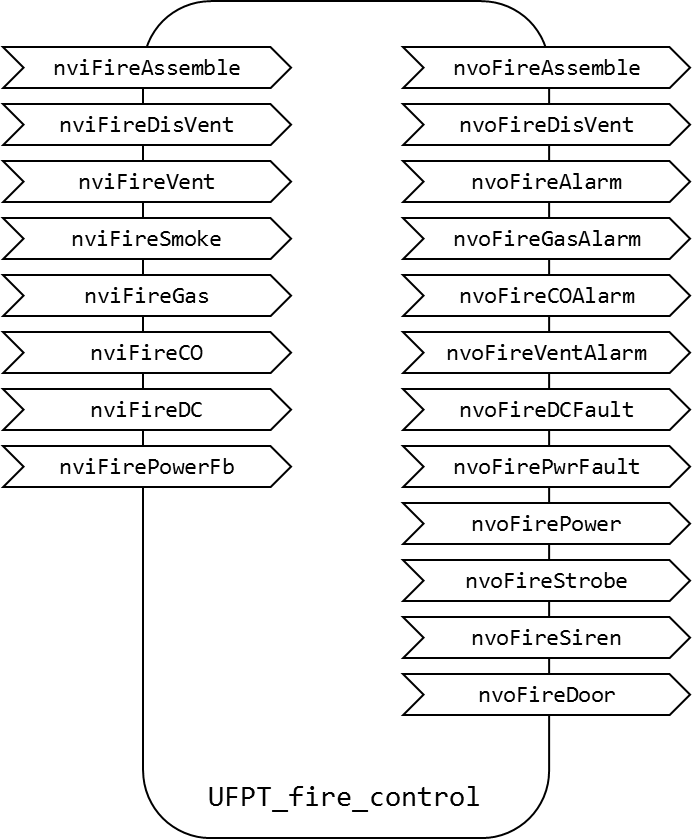 nviFireAssemble
nviFireDisVent
nviFireVent
nviFireSmoke
nviFireGas
nviFireCO
nviFireDC
nviFirePowerFb
nvoFireAssemble
nvoFireDisVent
nvoFireAlarm
nvoFireGasAlarm
nvoFireCOAlarm
nvoFireVentAlarm
nvoFireDCFault
nvoFirePwrFault
nvoFirePower
nvoFireStrobe
nvoFireSiren
nvoFireDoor
UFPT_fire_control